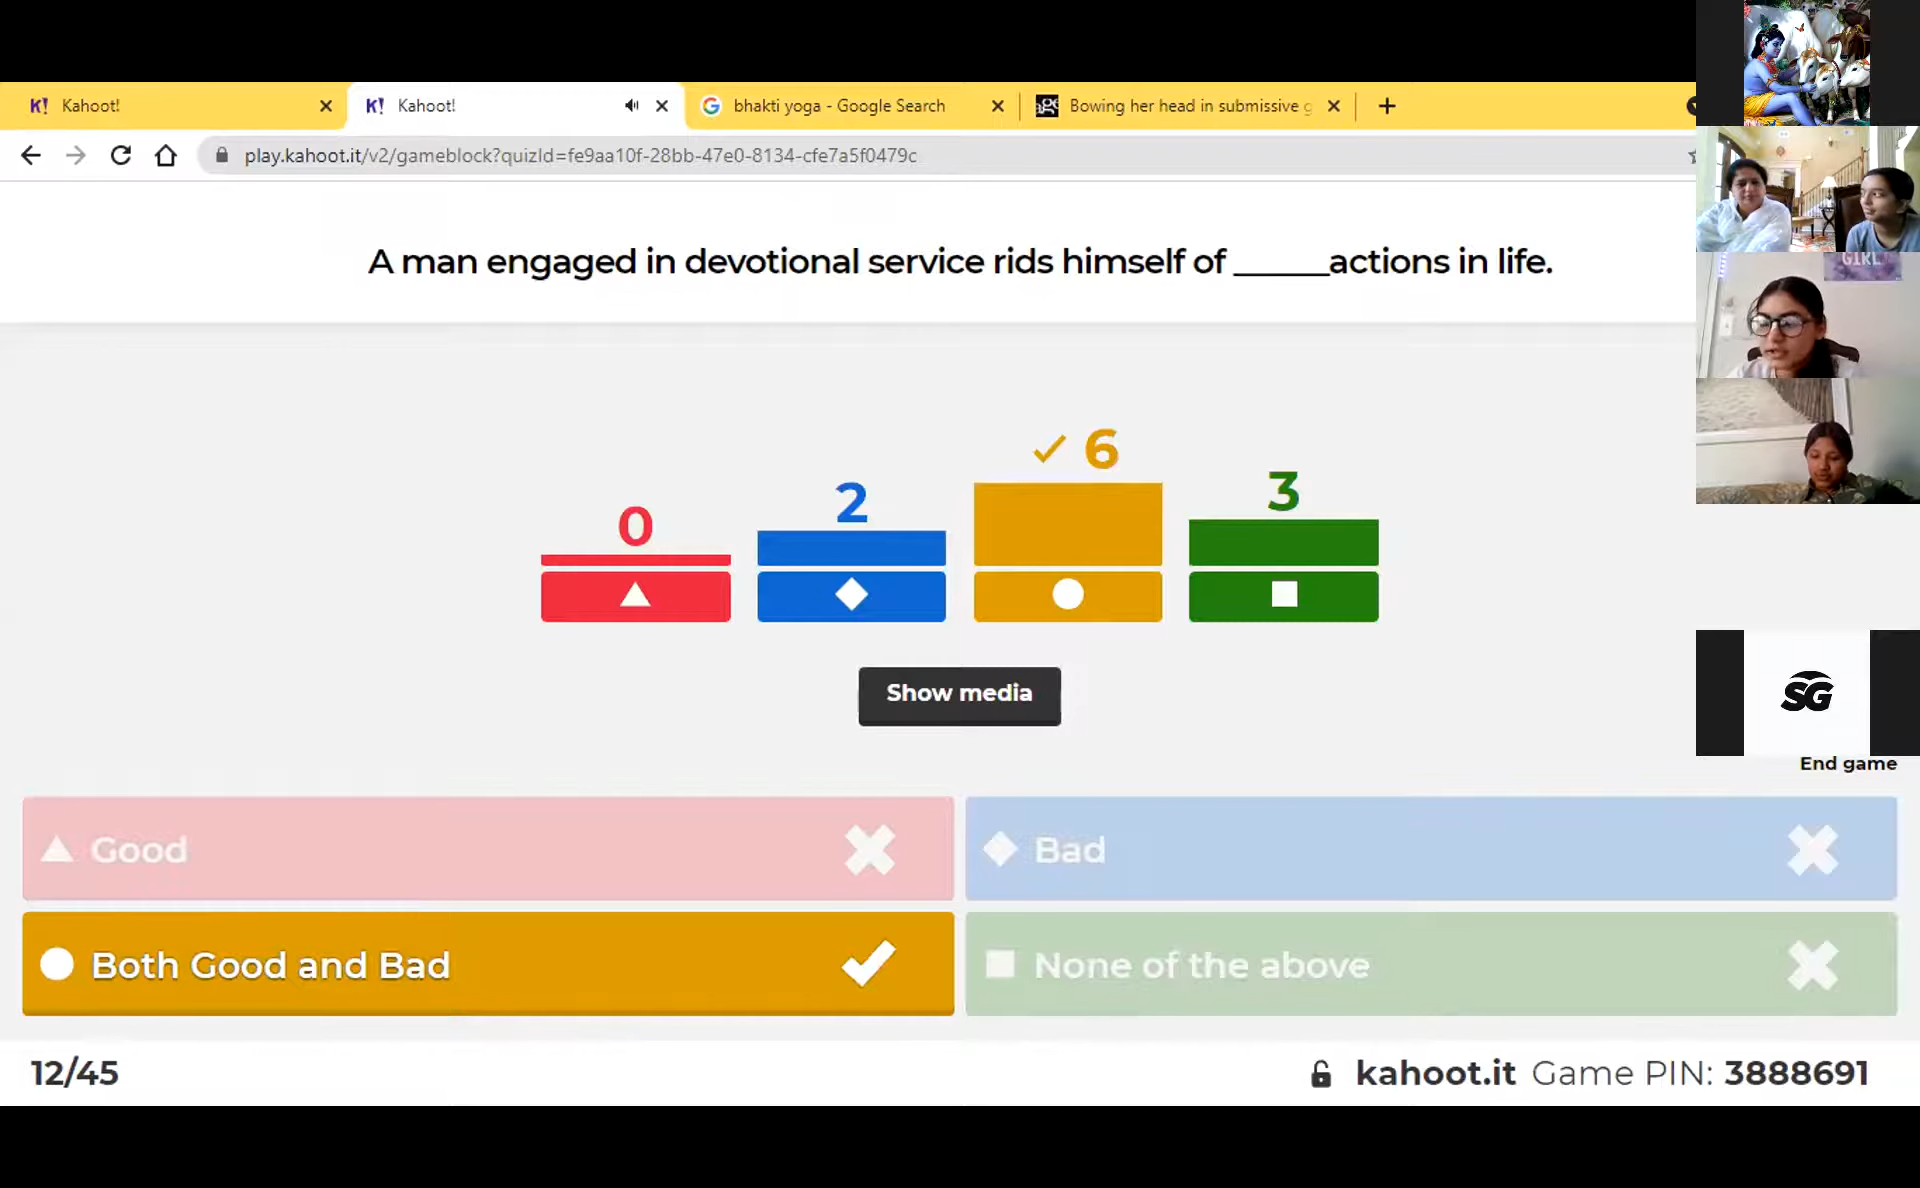 K! Kahoot!
K! Kahoot!
bhakti yoga - Google Search
Bowing her head in submissive g
play.kahoot.it/v2/gameblock?quizId=fe9aa10f-28bb-47e0-8134-cfe7a5f0479c
A man engaged in devotional service rids himself of ______actions in life.
GIRL
0
2
6
3
Show media
SG
End game
Good
Bad
Both Good and Bad
None of the above
12/45
kahoot.it Game PIN: 3888691